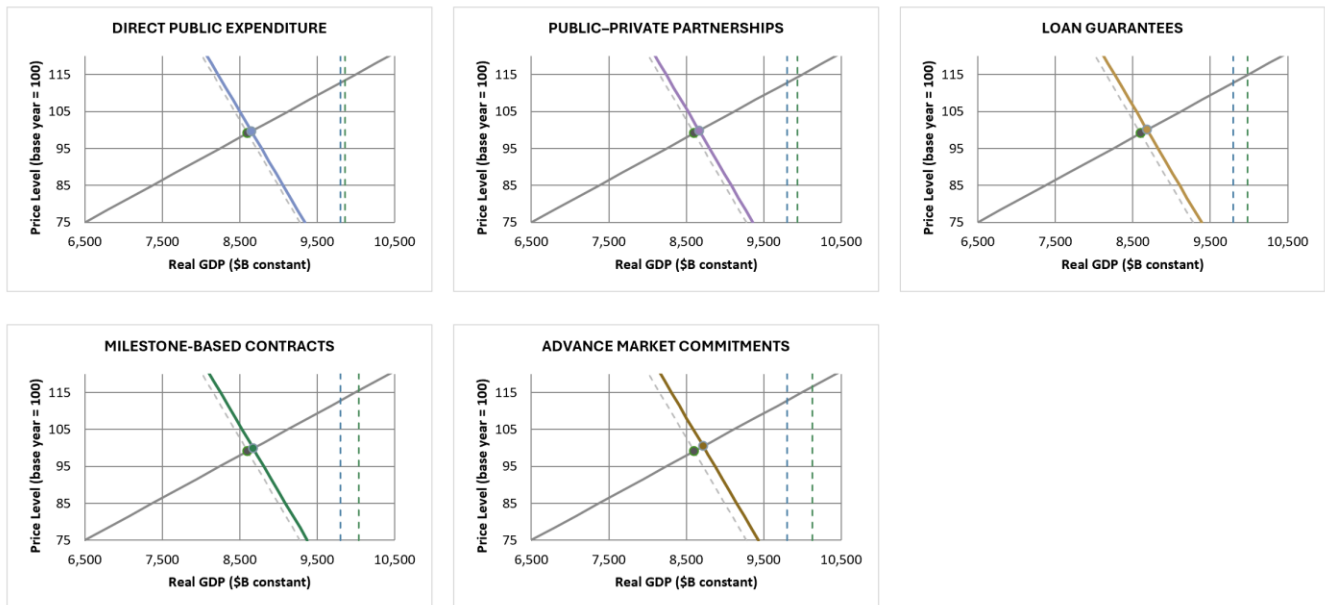 DIRECT PUBLIC EXPENDITURE
Price Level (base year = 100)
115
105
95
85
75
6,500 7,500 8,500 9,500 10,500
Real GDP ($B constant)
PUBLIC–PRIVATE PARTNERSHIPS
Price Level (base year = 100)
115
105
95
85
75
6,500 7,500 8,500 9,500 10,500
Real GDP ($B constant)
LOAN GUARANTEES
Price Level (base year = 100)
115
105
95
85
75
6,500 7,500 8,500 9,500 10,500
Real GDP ($B constant)
MILESTONE-BASED CONTRACTS
Price Level (base year = 100)
115
105
95
85
75
6,500 7,500 8,500 9,500 10,500
Real GDP ($B constant)
ADVANCE MARKET COMMITMENTS
Price Level (base year = 100)
115
105
95
85
75
6,500 7,500 8,500 9,500 10,500
Real GDP ($B constant)